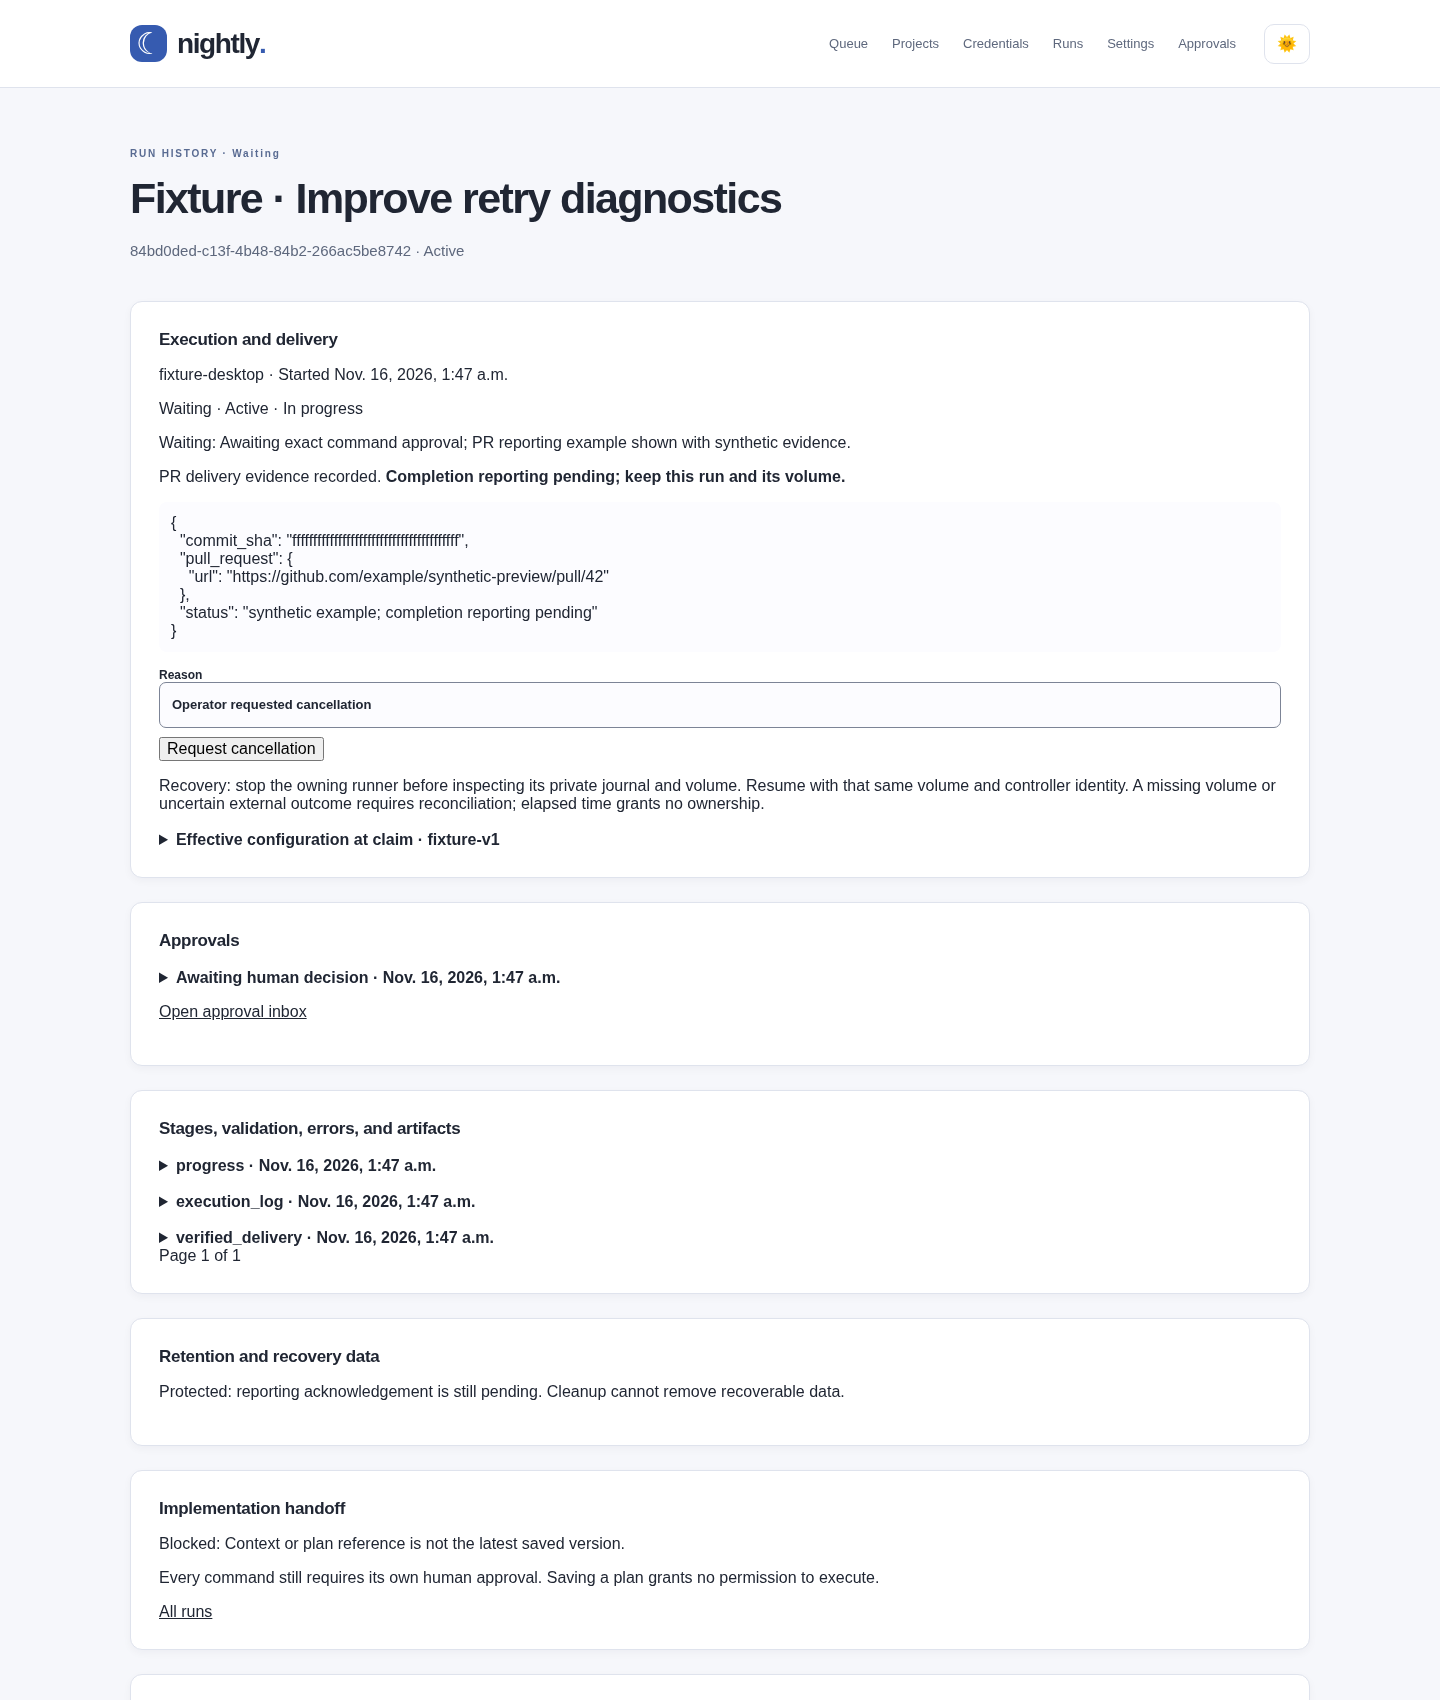 nightly.
Queue
Projects
Credentials
Runs
Settings
Approvals
RUN HISTORY · Waiting
Fixture · Improve retry diagnostics
84bd0ded-c13f-4b48-84b2-266ac5be8742 · Active
Execution and delivery
fixture-desktop · Started Nov. 16, 2026, 1:47 a.m.
Waiting · Active · In progress
Waiting: Awaiting exact command approval; PR reporting example shown with synthetic evidence.
PR delivery evidence recorded. Completion reporting pending; keep this run and its volume.
{
"commit_sha": "ffffffffffffffffffffffffffffffffffffffff",
"pull_request": {
"url": "https://github.com/example/synthetic-preview/pull/42"
},
"status": "synthetic example; completion reporting pending"
}
Reason
Operator requested cancellation
Request cancellation
Recovery: stop the owning runner before inspecting its private journal and volume. Resume with that same volume and controller identity. A missing volume or
uncertain external outcome requires reconciliation; elapsed time grants no ownership.
Effective configuration at claim · fixture-v1
Approvals
Awaiting human decision · Nov. 16, 2026, 1:47 a.m.
Open approval inbox
Stages, validation, errors, and artifacts
progress · Nov. 16, 2026, 1:47 a.m.
execution_log · Nov. 16, 2026, 1:47 a.m.
verified_delivery · Nov. 16, 2026, 1:47 a.m.
Page 1 of 1
Retention and recovery data
Protected: reporting acknowledgement is still pending. Cleanup cannot remove recoverable data.
Implementation handoff
Blocked: Context or plan reference is not the latest saved version.
Every command still requires its own human approval. Saving a plan grants no permission to execute.
All runs